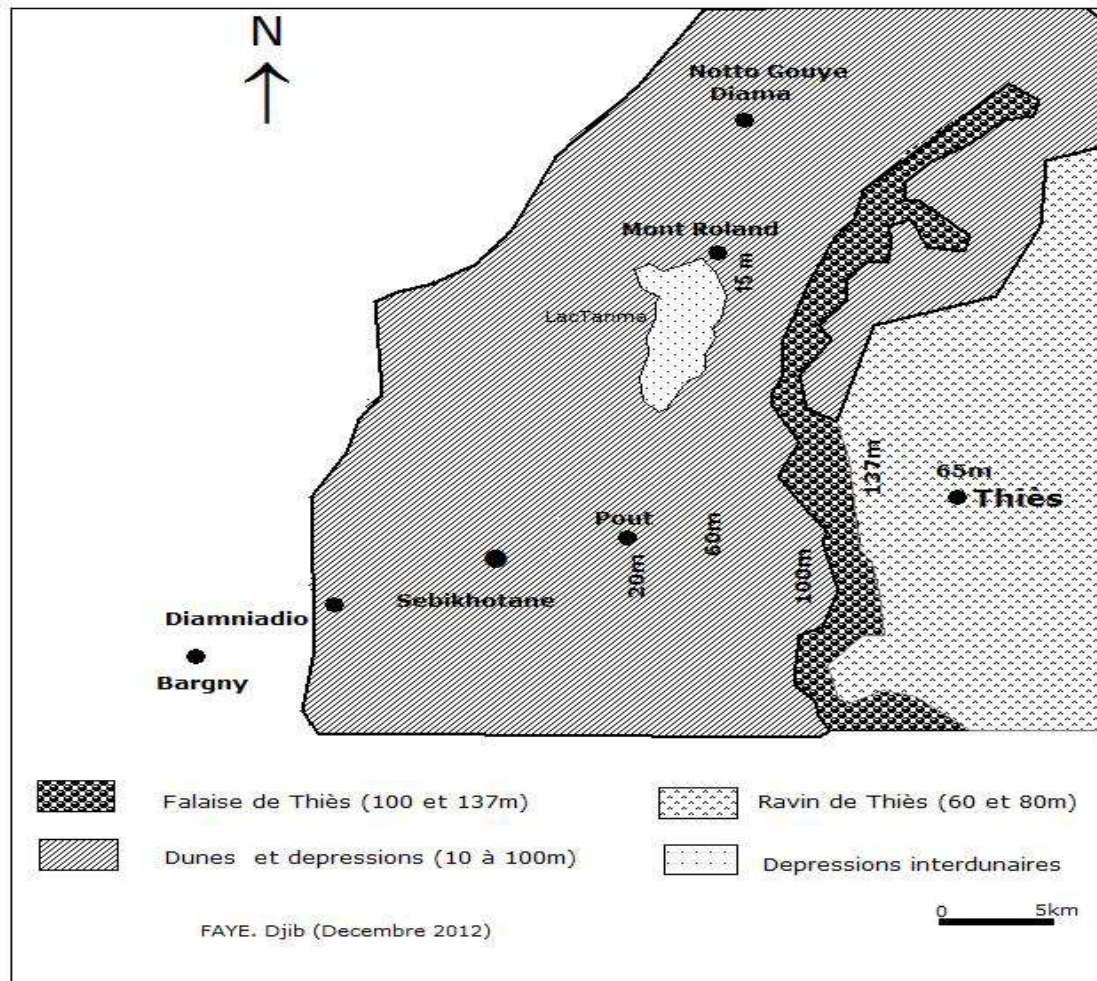 N
Notto Gouye
Diama
Mont Roland
15 m
LacTanma
137m
65m
Thiès
Pout
20m
60m
100m
Sebikhotane
Diamniadio
Bargny
Falaise de Thiès (100 et 137m)
Ravin de Thiès (60 et 80m)
Dunes et depressions (10 à 100m)
Depressions interdunaires
0 5km
FAYE. Djib (Decembre 2012)